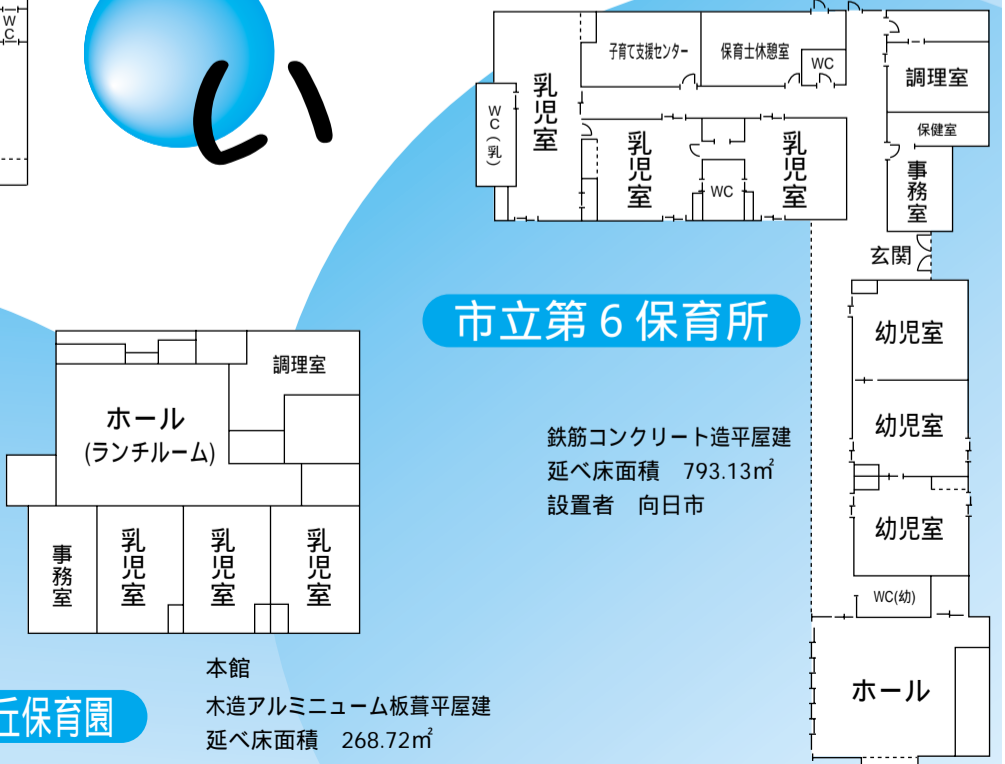 WC
い
子育て支援センター
保育士休憩室
WC
調理室
乳児室
WC(乳)
保健室
乳児室
WC
乳児室
事務室
玄関
市立第6保育所
幼児室
鉄筋コンクリート造平屋建
延べ床面積 793.13㎡
設置者 向日市
幼児室
幼児室
WC(幼)
ホール
調理室
ホール
(ランチルーム)
事務室
乳児室
乳児室
乳児室
本館
木造アルミニューム板葺平屋建
延べ床面積 268.72㎡
丘保育園